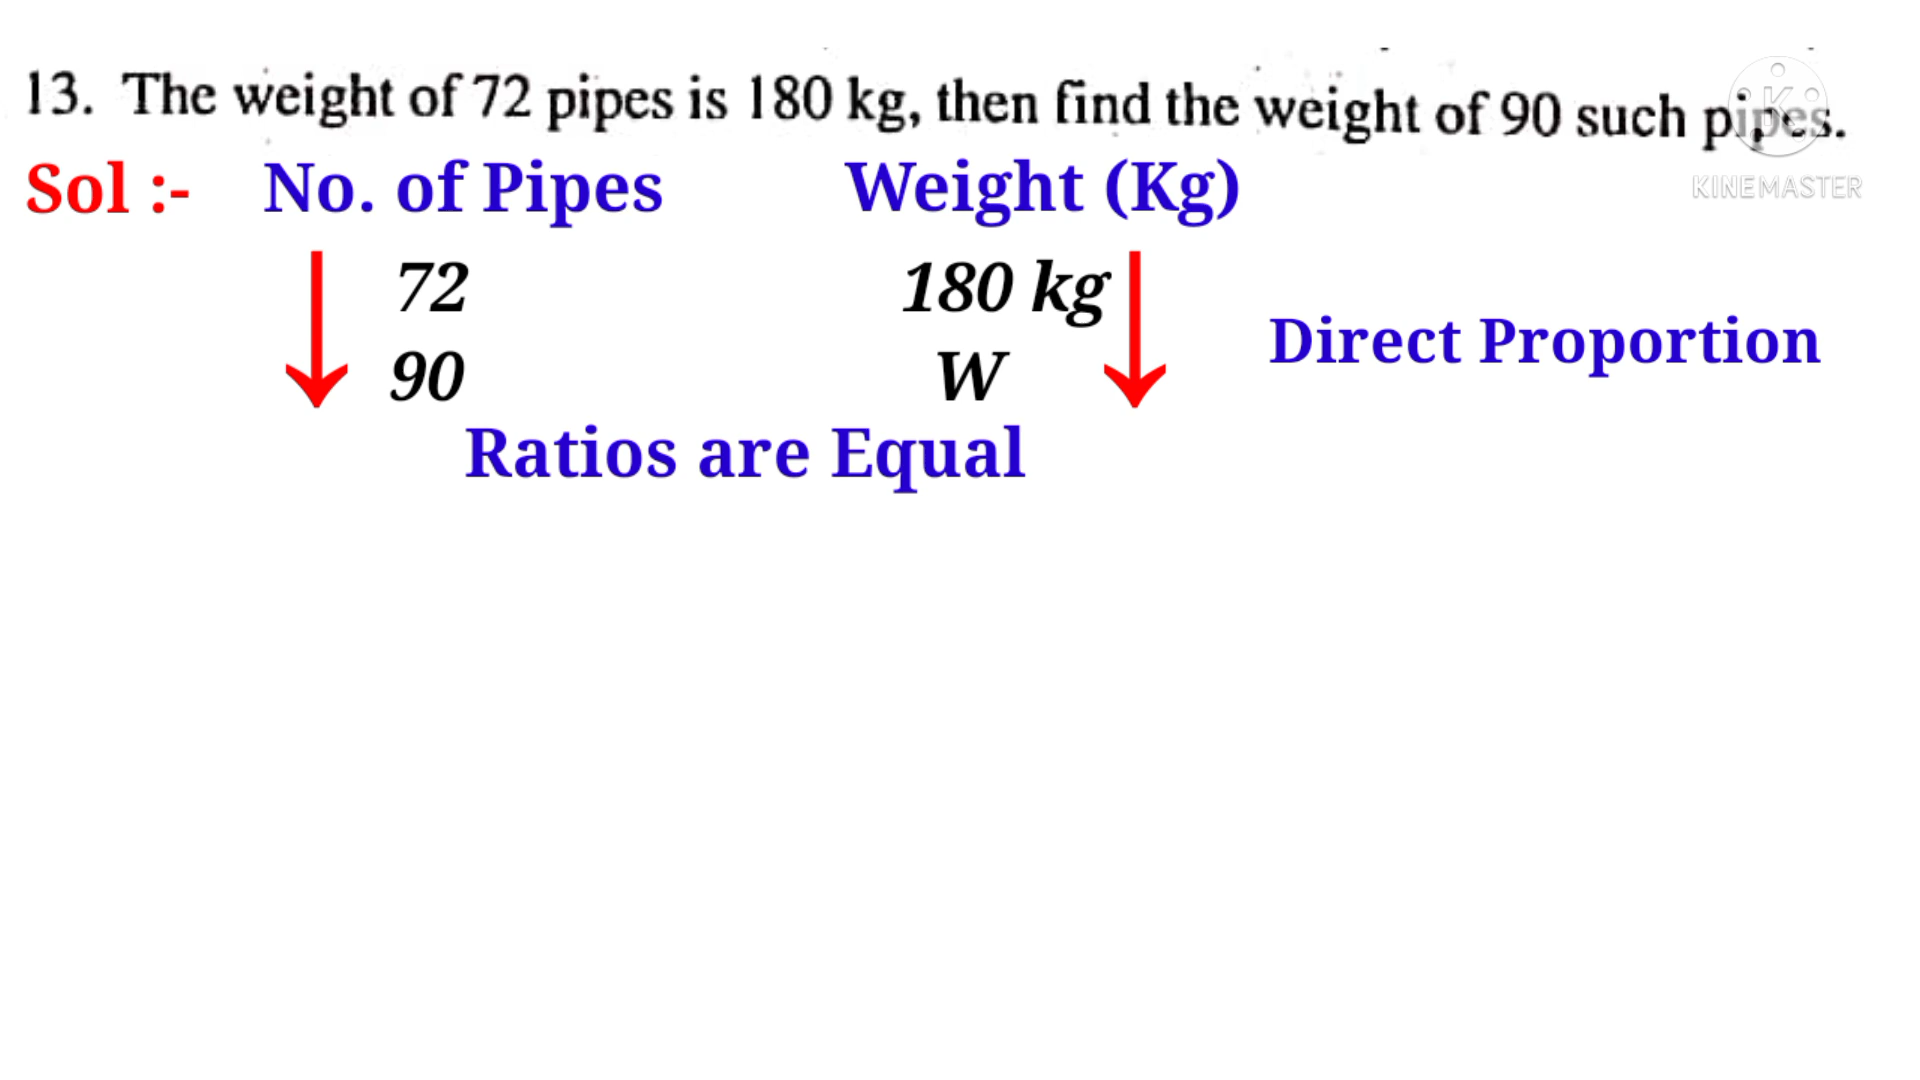 13. The weight of 72 pipes is 180 kg, then find the weight of 90 such pipes.
KINEMASTER
Sol :- No. of Pipes Weight (Kg)
72 180 kg
Direct Proportion
90 W
Ratios are Equal